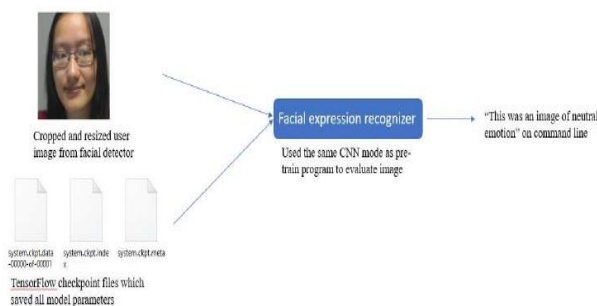 Cropped and resized user
image from facial detector
Facial expression recognizer
Used the same CNN mode as pre-
train program to evaluate image
“This was an image of neutral
emotion” on command line
system.ckpt.data
-00000-of-00001
system.ckpt.inde
x
system.ckpt.meta
TensorFlow checkpoint files which
saved all model parameters